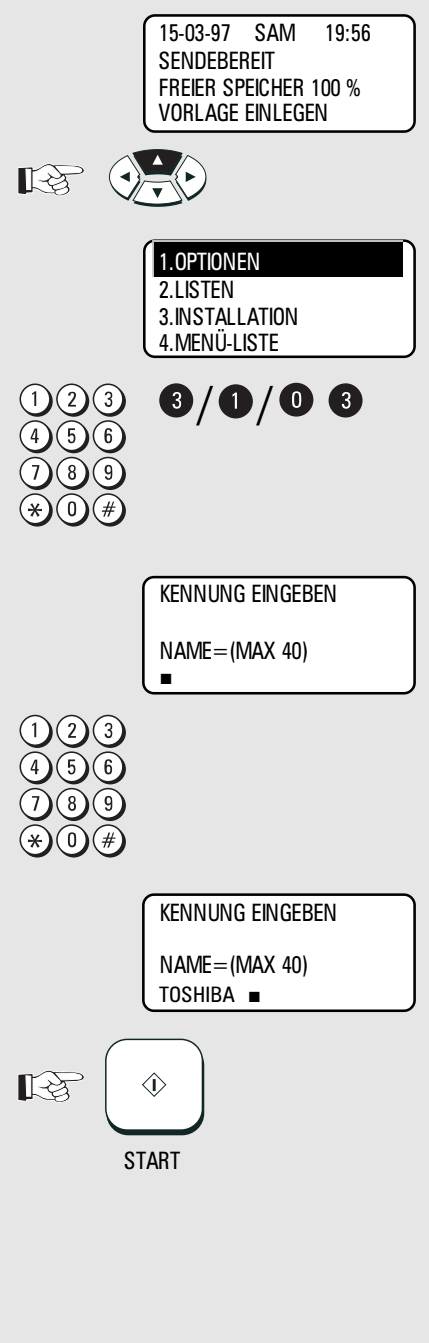 15-03-97 SAM 19:56
SENDEBEREIT
FREIER SPEICHER 100 %
VORLAGE EINLEGEN
1.OPTIONEN
2.LISTEN
3.INSTALLATION
4.MENÜ-LISTE
1 2 3 3/1/0 3
4 5 6
7 8 9
* 0 #
KENNUNG EINGEBEN
NAME=(MAX 40)
■
1 2 3
4 5 6
7 8 9
* 0 #
KENNUNG EINGEBEN
NAME=(MAX 40)
TOSHIBA ■
START